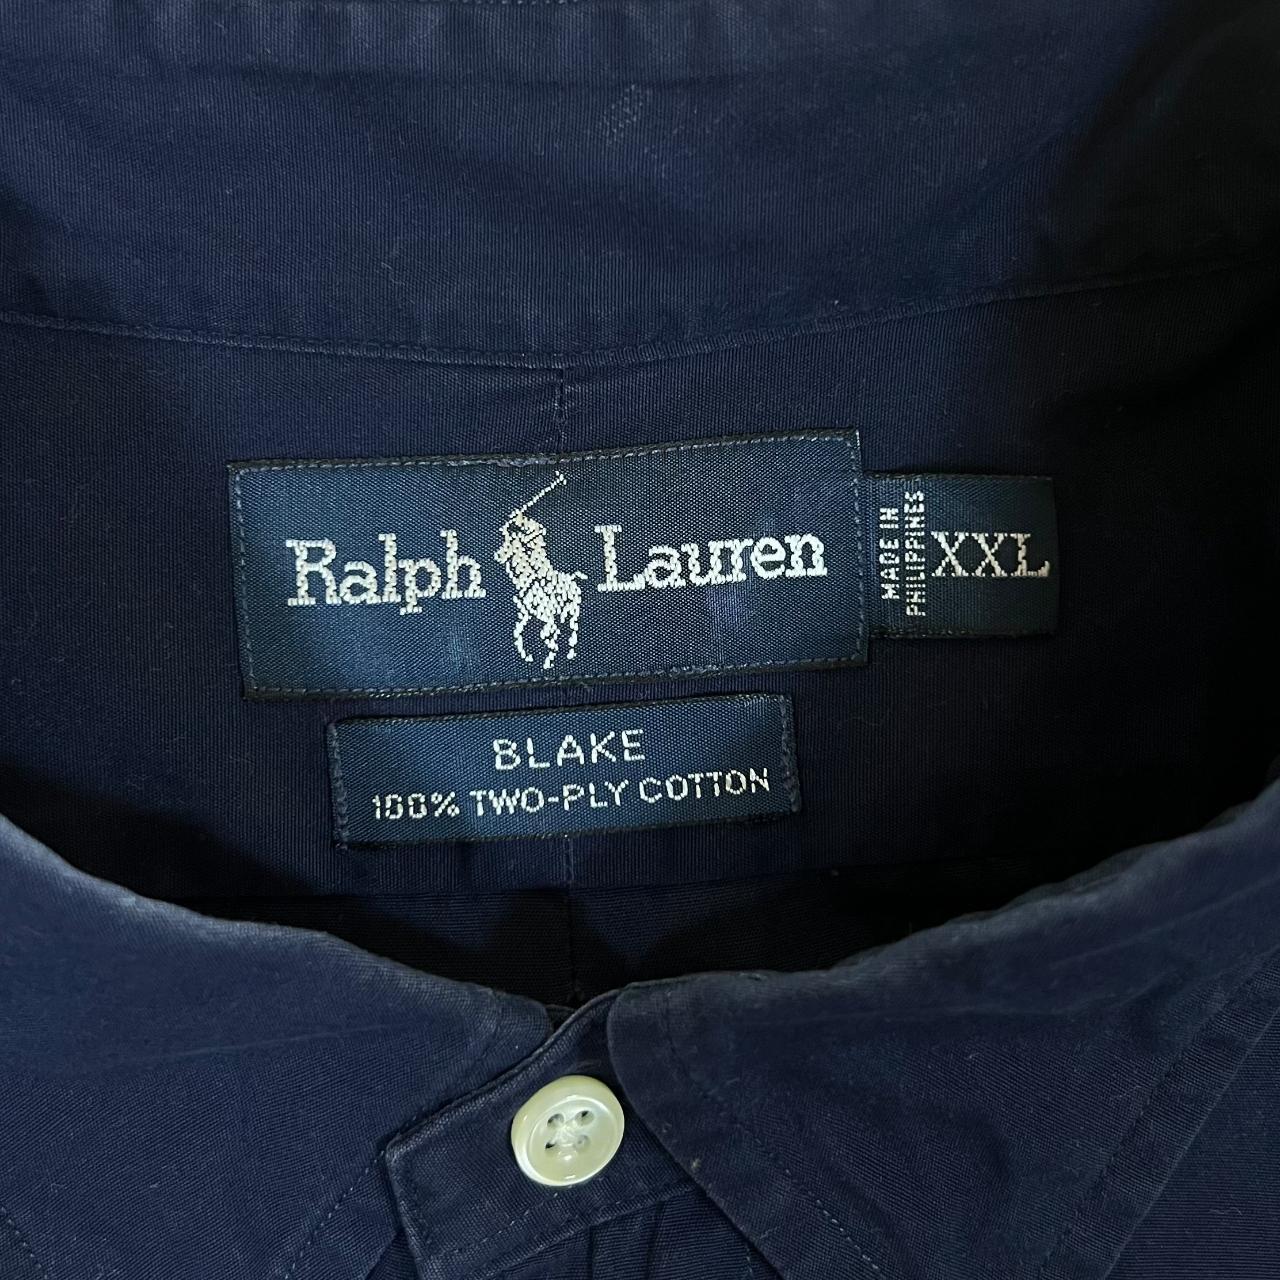 Ralph Lauren
MADE IN
PHILIPPINES
XXL
BLAKE
100% TWO-PLY COTTON